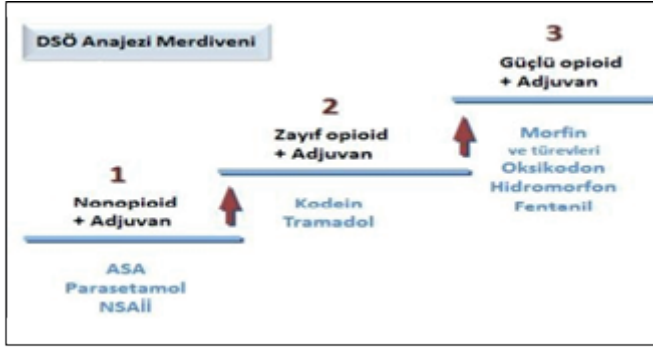 DSÖ Anajezi Merdiveni
1
Nonopioid
+ Adjuvan
ASA
Parasetamol
NSAİİ
2
Zayıf opioid
+ Adjuvan
Kodein
Tramadol
3
Güçlü opioid
+ Adjuvan
Morfin
ve türevleri
Oksikodon
Hidromorfon
Fentanil